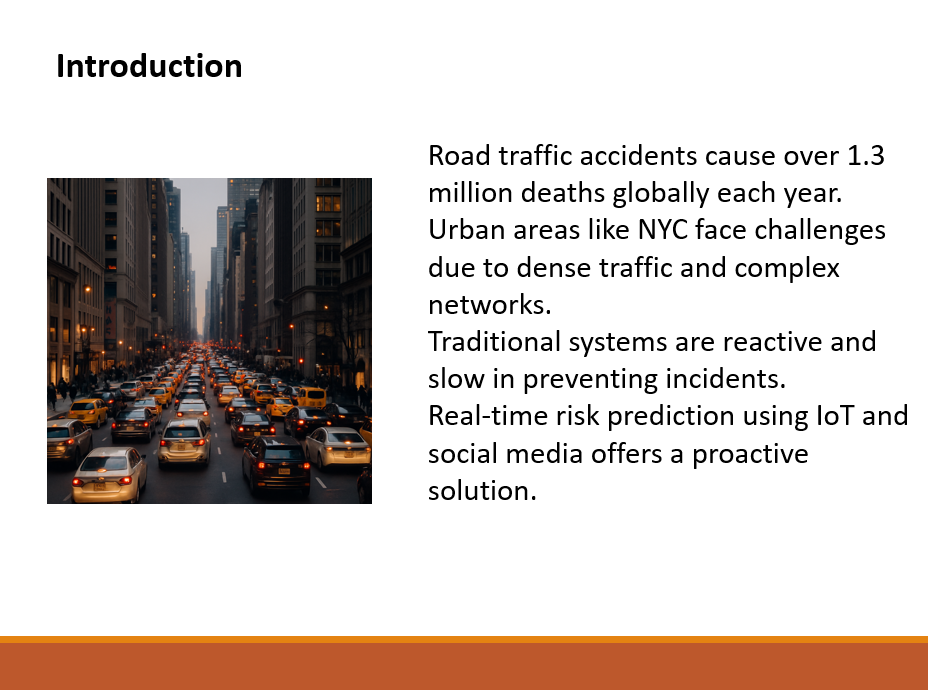 Introduction
Road traffic accidents cause over 1.3
million deaths globally each year.
Urban areas like NYC face challenges
due to dense traffic and complex
networks.
Traditional systems are reactive and
slow in preventing incidents.
Real-time risk prediction using IoT and
social media offers a proactive
solution.